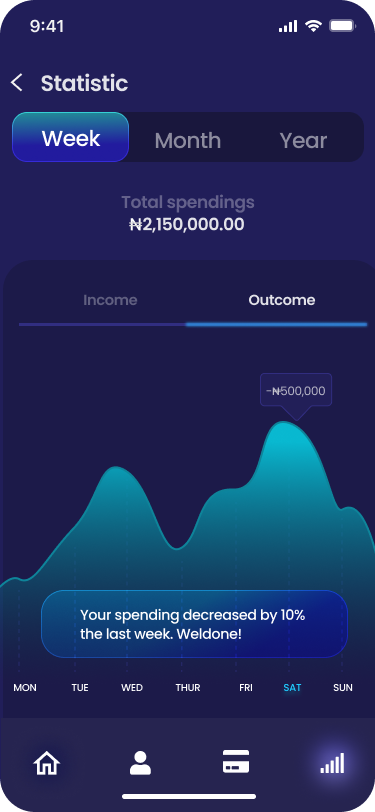 9:41
Statistic
Week Month Year
Total spendings
₦2,150,000.00
Income Outcome
-₦500,000
Your spending decreased by 10%
the last week. Weldone!
MON TUE WED THUR FRI SAT SUN